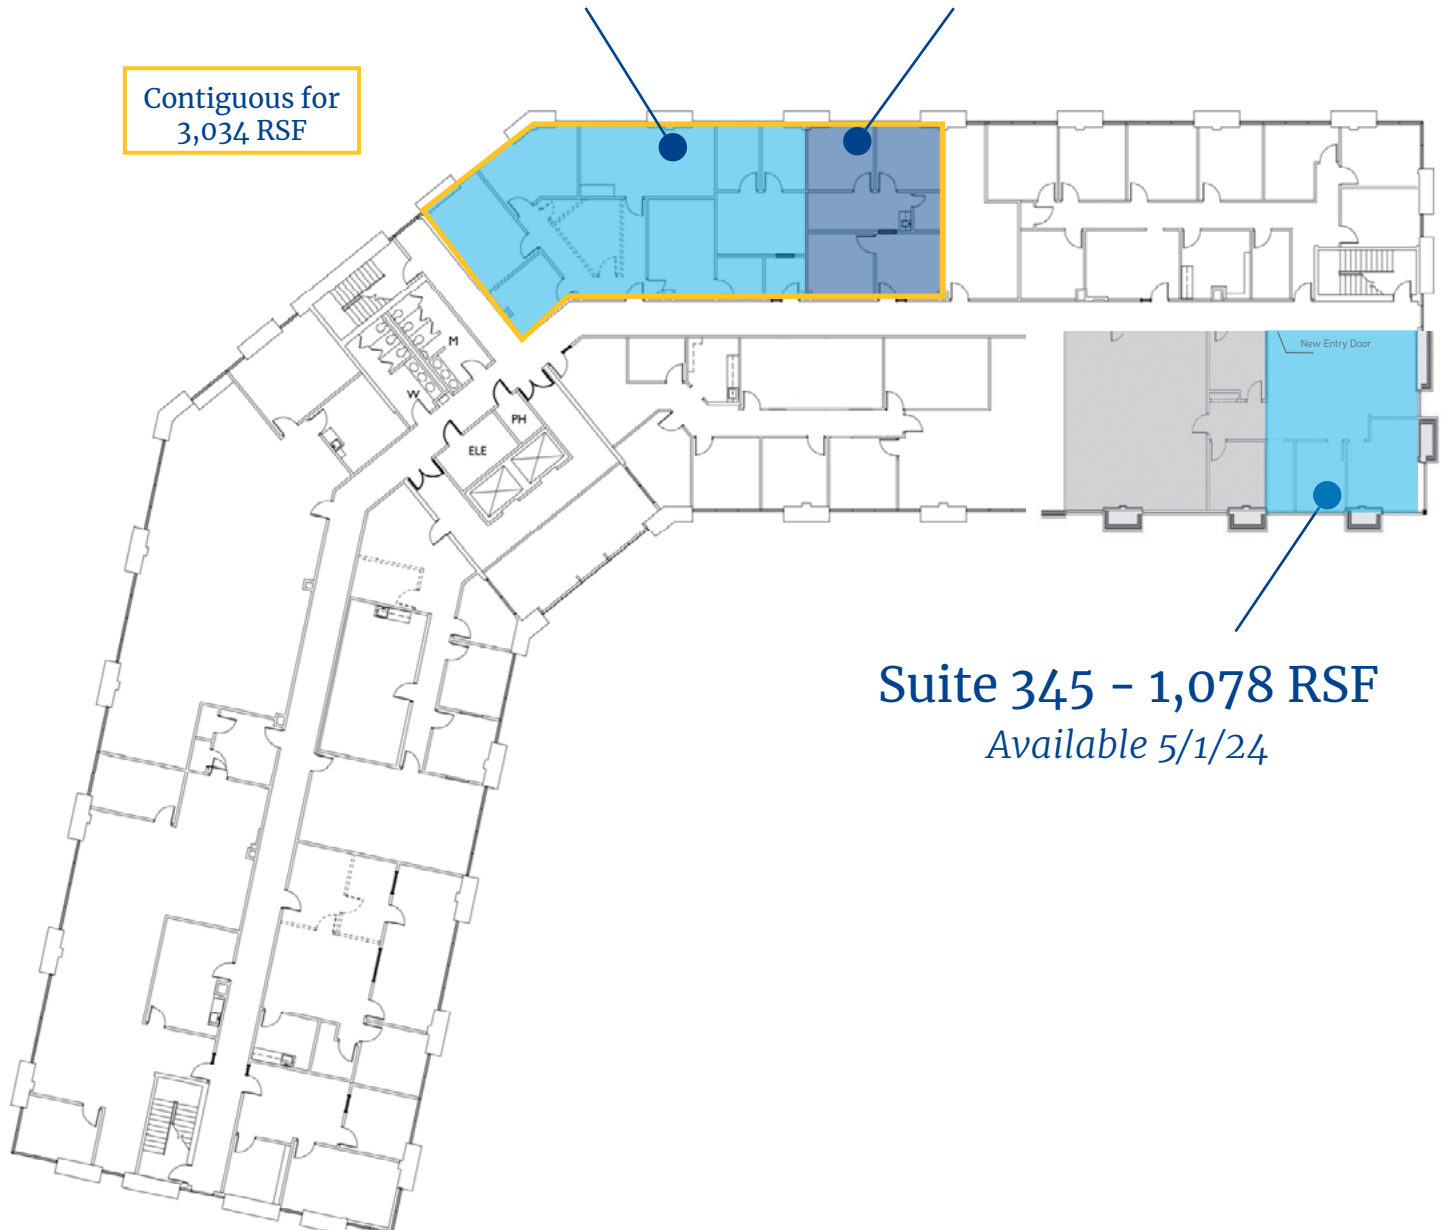 Contiguous for
3,034 RSF
New Entry Door
M
W
PH
ELE
Suite 345 - 1,078 RSF
Available 5/1/24